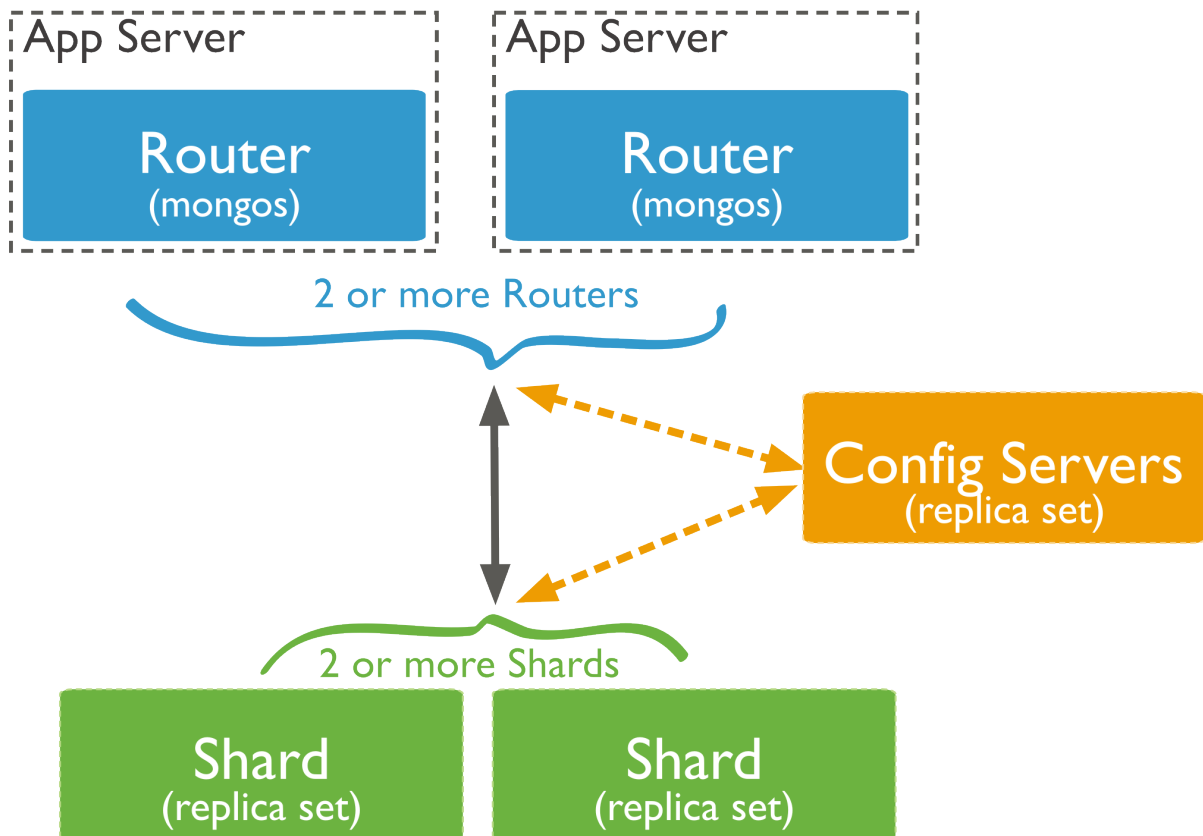 App Server
App Server
Router
(mongos)
Router
(mongos)
2 or more Routers
Config Servers
(replica set)
2 or more Shards
Shard
(replica set)
Shard
(replica set)